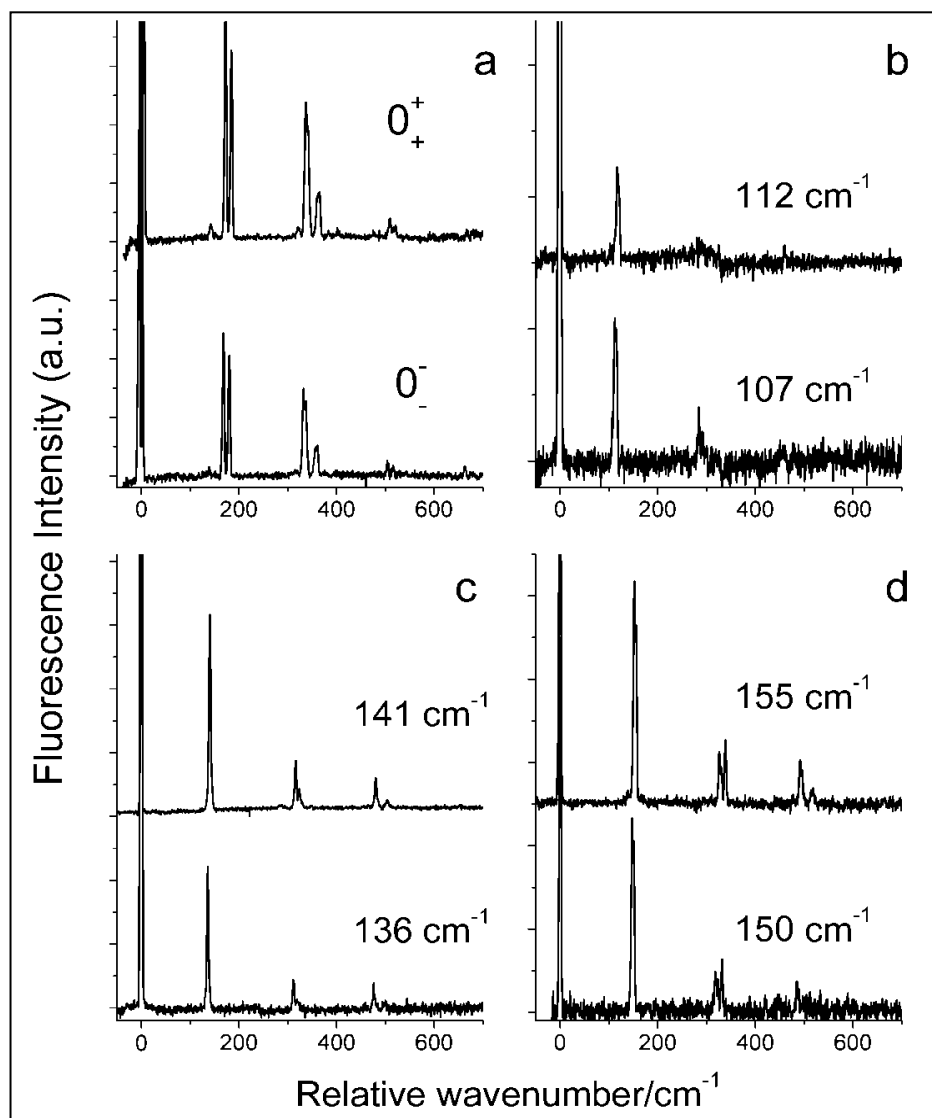 a
0⁺₊
0⁻₋
0 200 400 600
b
112 cm⁻¹
107 cm⁻¹
0 200 400 600
c
141 cm⁻¹
136 cm⁻¹
0 200 400 600
d
155 cm⁻¹
150 cm⁻¹
0 200 400 600
Fluorescence Intensity (a.u.)
Relative wavenumber/cm⁻¹